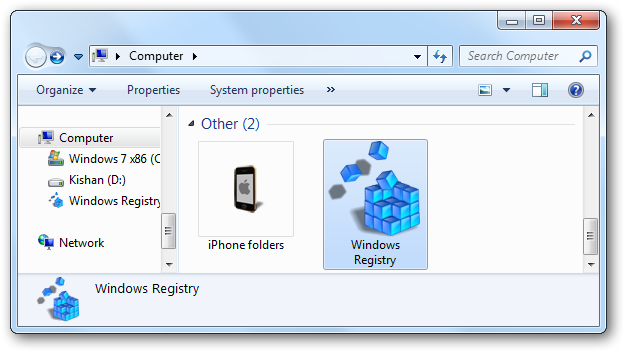 Computer
Search Computer
Organize
Properties
System properties
»
Computer
Windows 7 x86 (C
Kishan (D:)
Windows Registry
Network
Other (2)
iPhone folders
Windows
Registry
Windows Registry